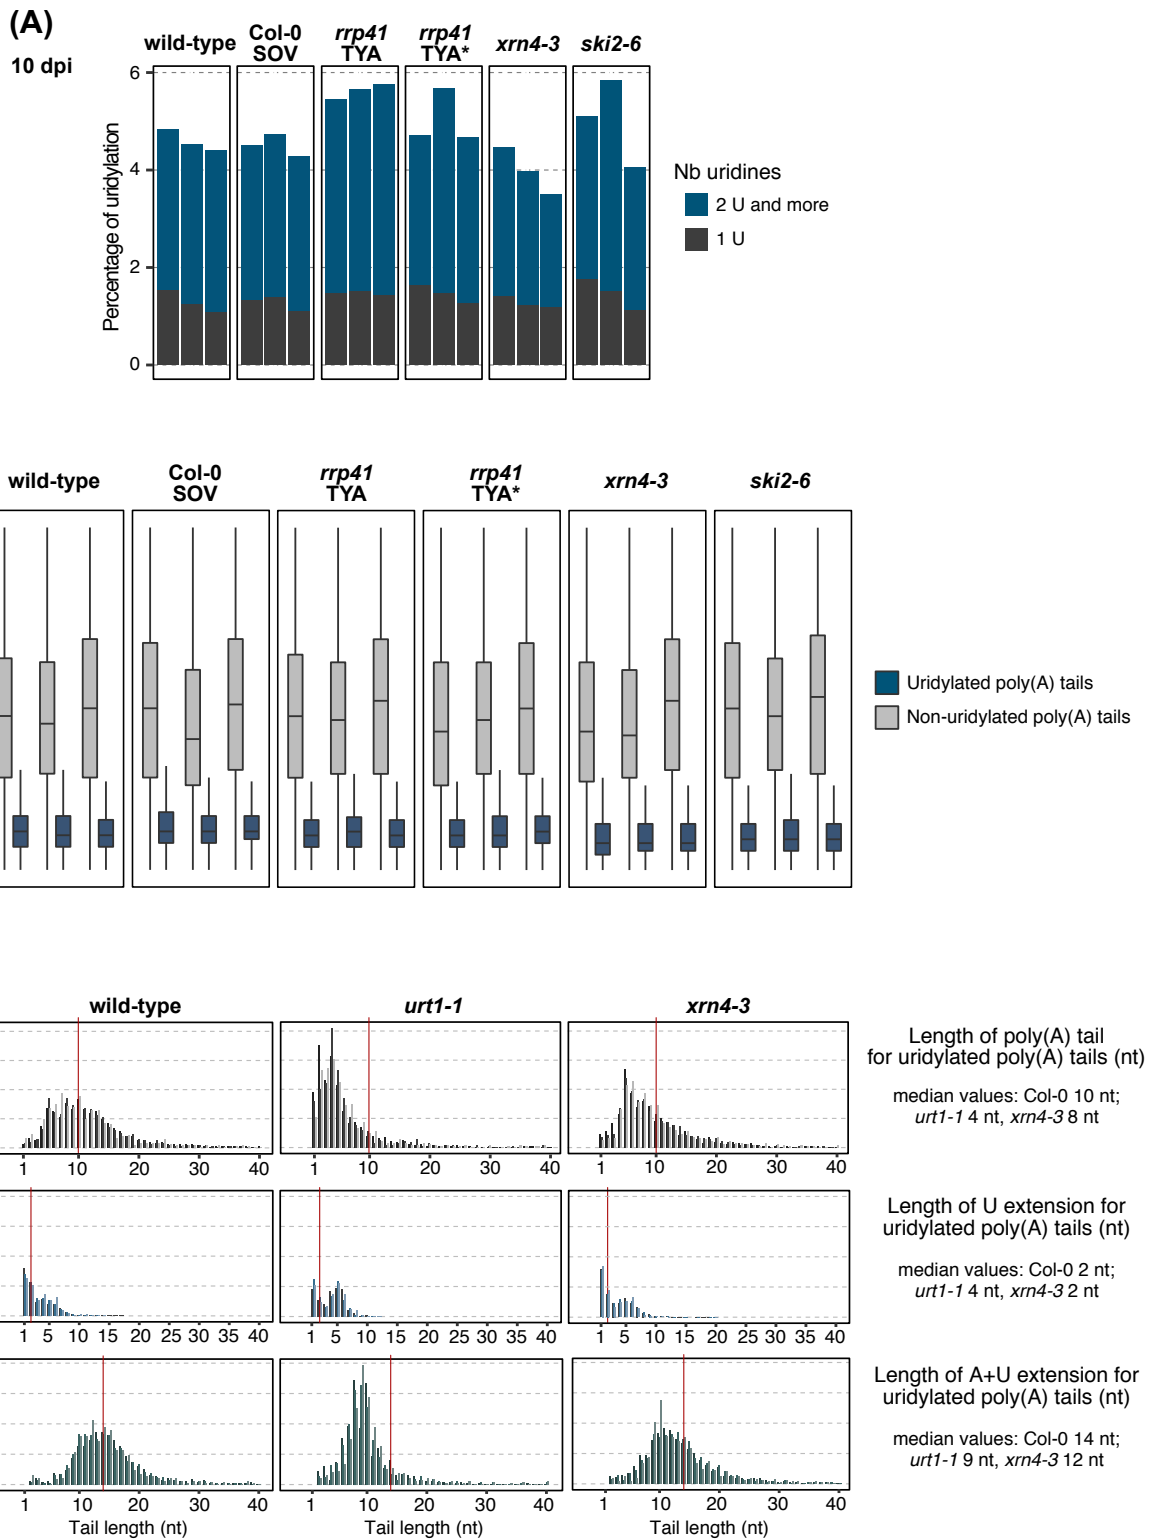 (A)
10 dpi
wild-type
Col-0
SOV
rrp41
TYA
rrp41
TYA*
xrn4-3
ski2-6
Percentage of uridylation
6
4
2
0
Nb uridines
2 U and more
1 U
wild-type
Col-0
SOV
rrp41
TYA
rrp41
TYA*
xrn4-3
ski2-6
Uridylated poly(A) tails
Non-uridylated poly(A) tails
wild-type
urt1-1
xrn4-3
1 10 20 30 40
1 10 20 30 40
1 10 20 30 40
Length of poly(A) tail
for uridylated poly(A) tails (nt)
median values: Col-0 10 nt;
urt1-1 4 nt, xrn4-3 8 nt
1 5 10 15 20 25 30 35 40
1 5 10 15 20 25 30 35 40
1 5 10 15 20 25 30 35 40
Length of U extension for
uridylated poly(A) tails (nt)
median values: Col-0 2 nt;
urt1-1 4 nt, xrn4-3 2 nt
1 10 20 30 40
1 10 20 30 40
1 10 20 30 40
Tail length (nt)
Tail length (nt)
Tail length (nt)
Length of A+U extension for
uridylated poly(A) tails (nt)
median values: Col-0 14 nt;
urt1-1 9 nt, xrn4-3 12 nt